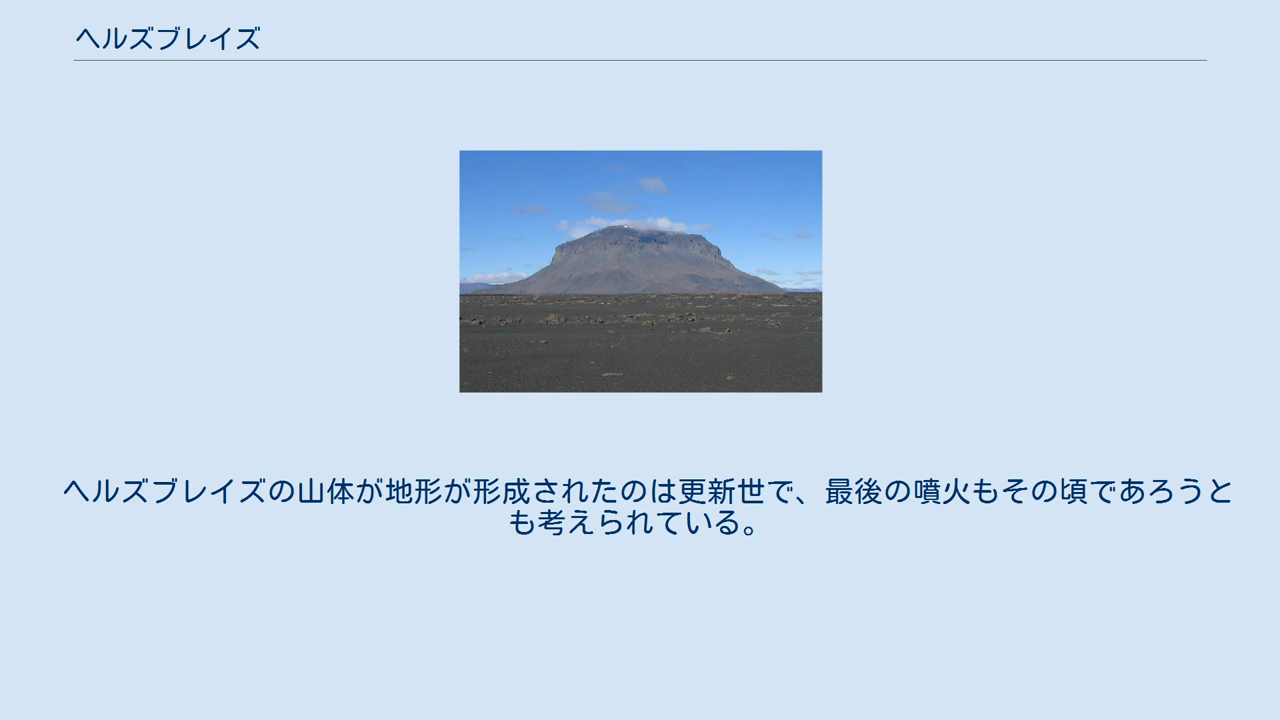 ヘルズブレイズ
ヘルズブレイズの山体が地形が形成されたのは更新世で、最後の噴火もその頃であろうと
も考えられている。